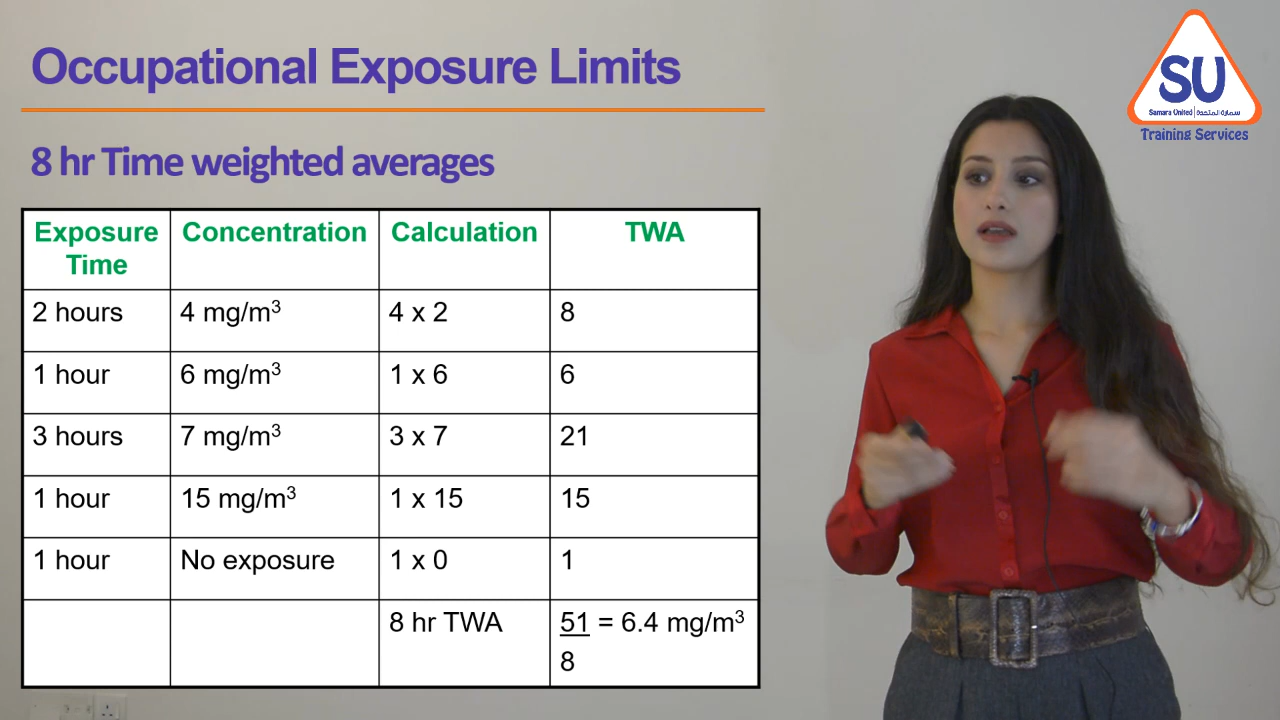 Occupational Exposure Limits
8 hr Time weighted averages
Exposure Time Concentration Calculation TWA
2 hours 4 mg/m³ 4 x 2 8
1 hour 6 mg/m³ 1 x 6 6
3 hours 7 mg/m³ 3 x 7 21
1 hour 15 mg/m³ 1 x 15 15
1 hour No exposure 1 x 0 1
8 hr TWA 51 = 6.4 mg/m³
8
SU
Samara United | سمارة المتحدة
Training Services